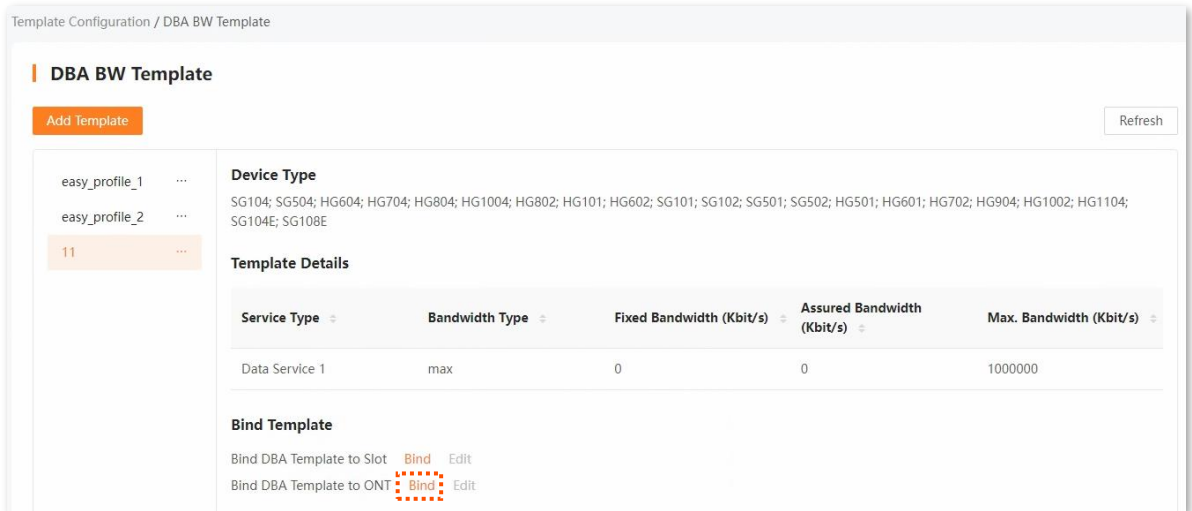 Template Configuration / DBA BW Template
DBA BW Template
Add Template
Refresh
easy_profile_1 ...
easy_profile_2 ...
11 ...
Device Type
SG104; SG504; HG604; HG704; HG804; HG1004; HG802; HG101; HG602; SG101; SG102; SG501; SG502; HG501; HG601; HG702; HG904; HG1002; HG1104;
SG104E; SG108E
Template Details
Service Type Bandwidth Type Fixed Bandwidth (Kbit/s) Assured Bandwidth (Kbit/s) Max. Bandwidth (Kbit/s)
Data Service 1 max 0 0 1000000
Bind Template
Bind DBA Template to Slot Bind Edit
Bind DBA Template to ONT Bind Edit